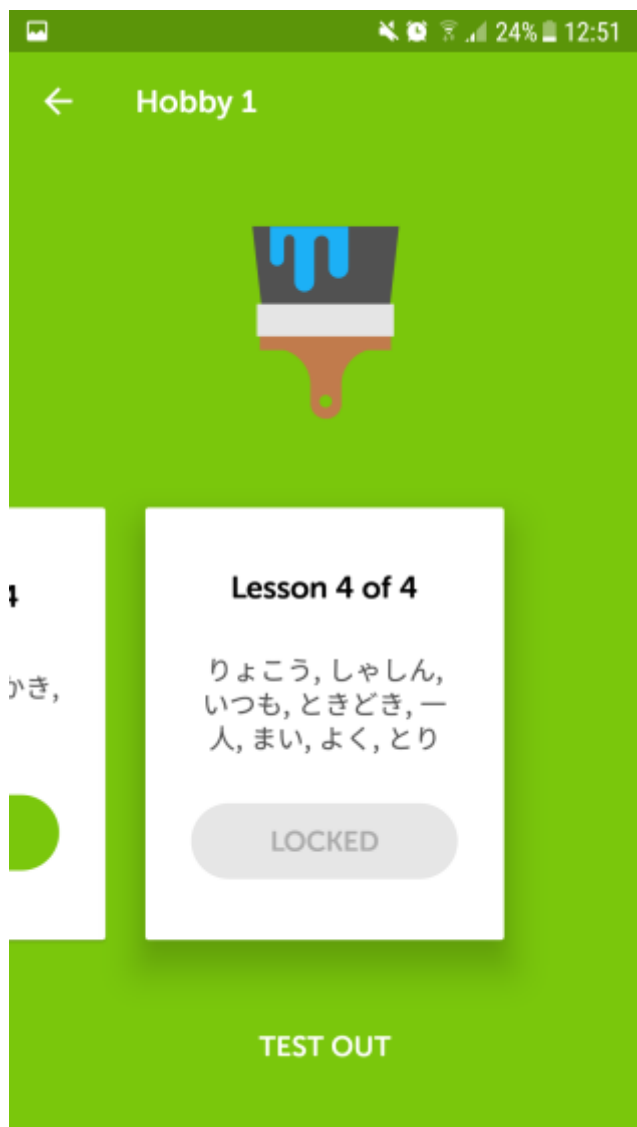 24% 12:51
Hobby 1
4
かき,
Lesson 4 of 4
りょこう, しゃしん,
いつも, ときどき, 一
人, まい, よく, とり
LOCKED
TEST OUT